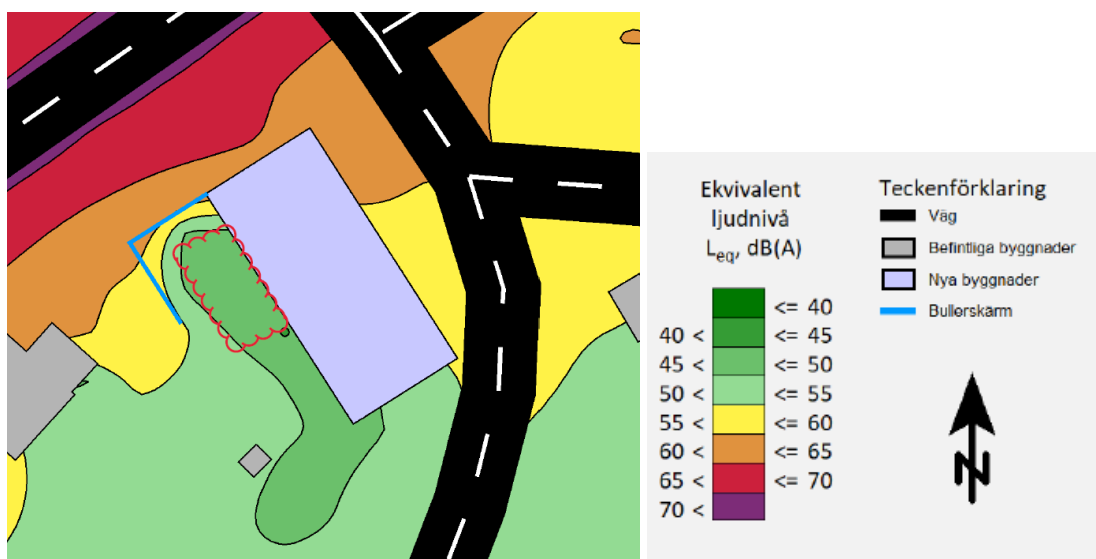 Ekvivalent
ljudnivå
Leq, dB(A)
<= 40
40 < <= 45
45 < <= 50
50 < <= 55
55 < <= 60
60 < <= 65
65 < <= 70
70 <
Teckenförklaring
Väg
Befintliga byggnader
Nya byggnader
Bullerskärm
N